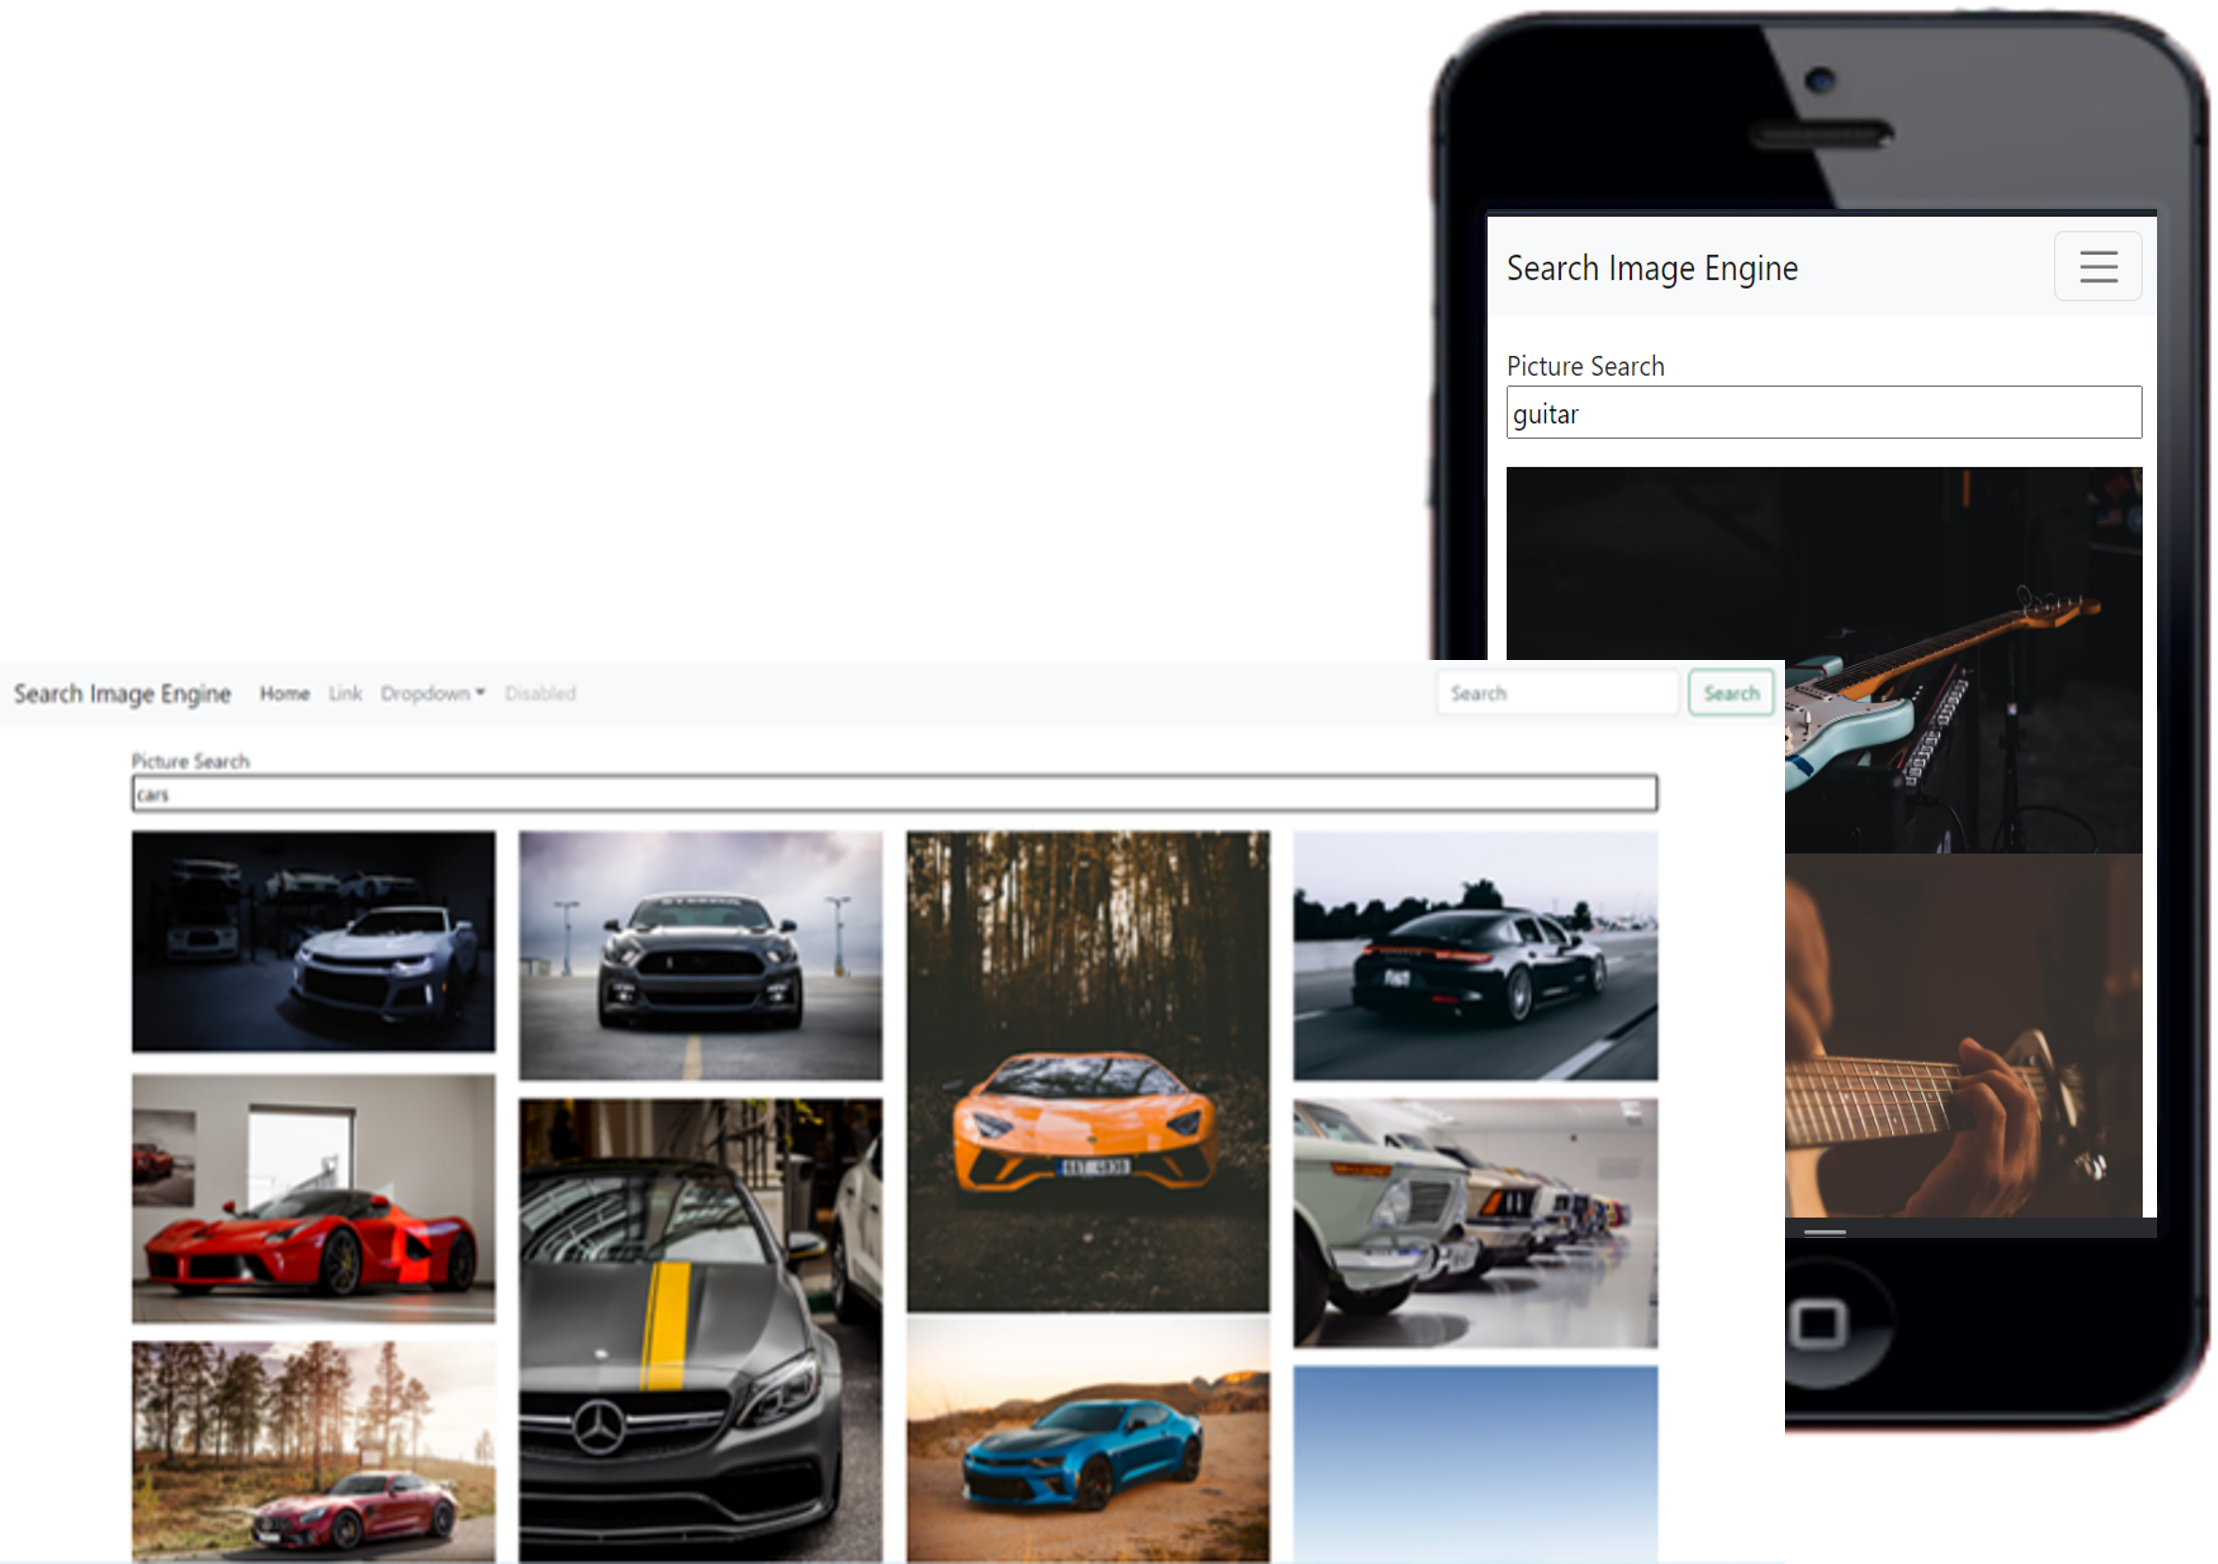 Search Image Engine
Picture Search
guitar
Search Image Engine Home Link Dropdown Disabled Search Search
Picture Search
cars